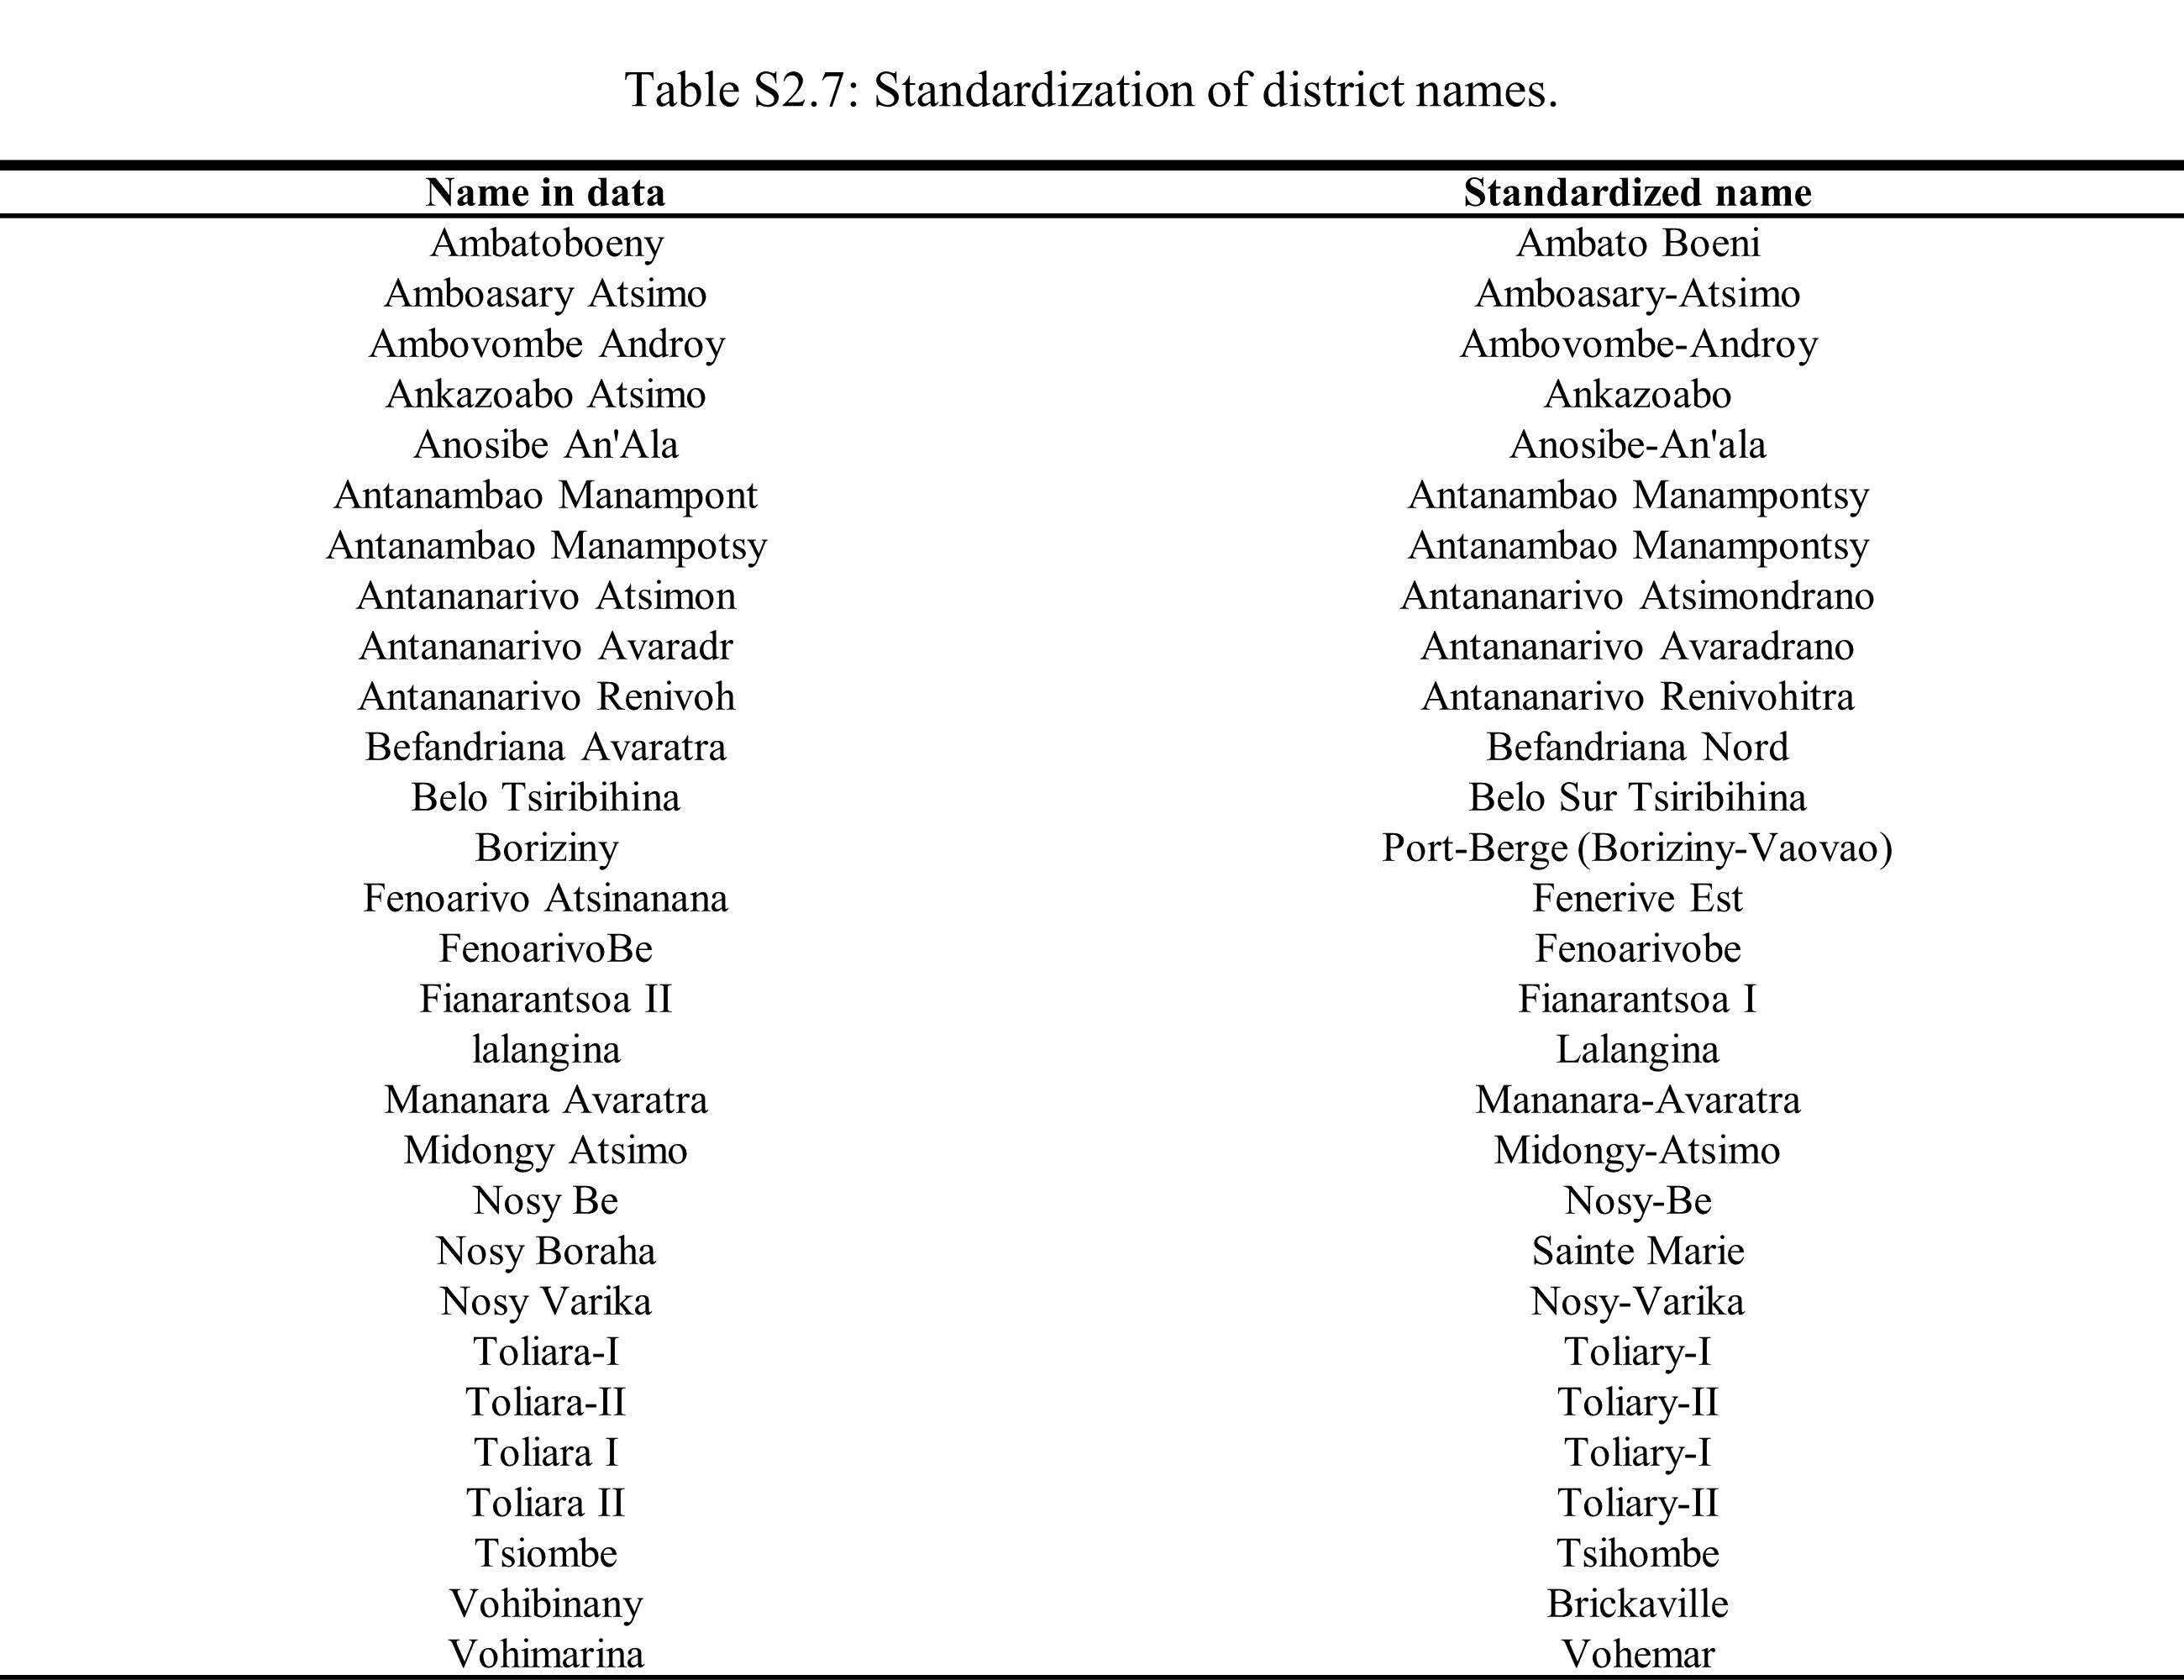 Table S2.7: Standardization of district names.
Name in data Standardized name
Ambatoboeny Ambato Boeni
Amboasary Atsimo Amboasary-Atsimo
Ambovombe Androy Ambovombe-Androy
Ankazoabo Atsimo Ankazoabo
Anosibe An'Ala Anosibe-An'ala
Antanambao Manampont Antanambao Manampontsy
Antanambao Manampotsy Antanambao Manampontsy
Antananarivo Atsimon Antananarivo Atsimondrano
Antananarivo Avaradr Antananarivo Avaradrano
Antananarivo Renivoh Antananarivo Renivohitra
Befandriana Avaratra Befandriana Nord
Belo Tsiribihina Belo Sur Tsiribihina
Boriziny Port-Berge (Boriziny-Vaovao)
Fenoarivo Atsinanana Fenerive Est
FenoarivoBe Fenoarivobe
Fianarantsoa II Fianarantsoa I
lalangina Lalangina
Mananara Avaratra Mananara-Avaratra
Midongy Atsimo Midongy-Atsimo
Nosy Be Nosy-Be
Nosy Boraha Sainte Marie
Nosy Varika Nosy-Varika
Toliara-I Toliary-I
Toliara-II Toliary-II
Toliara I Toliary-I
Toliara II Toliary-II
Tsiombe Tsihombe
Vohibinany Brickaville
Vohimarina Vohemar